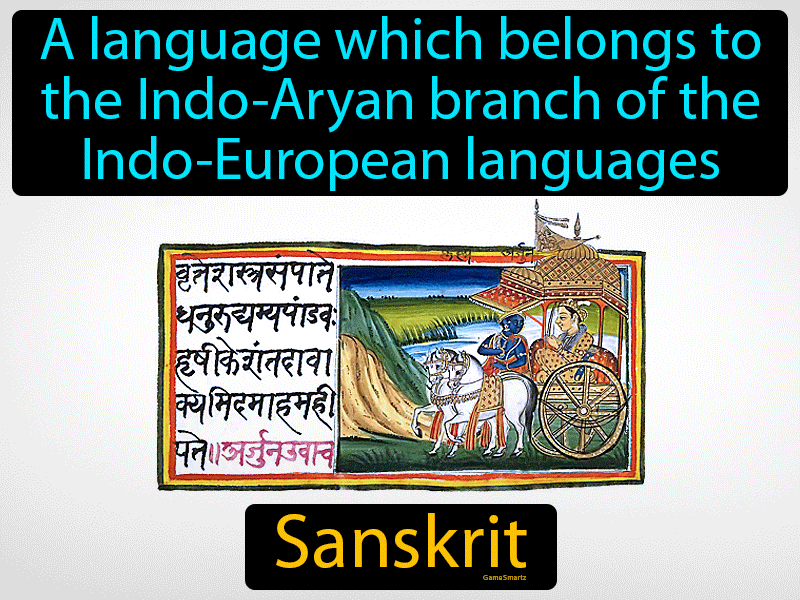 A language which belongs to
the Indo-Aryan branch of the
Indo-European languages
वृत्तेशस्त्रसंपाते
धनुरुद्यम्यपांडवः
हृषीकेशंतदावा
क्येमिदमाहमही
पते॥अर्जुनउवाच
अर्जुन
Sanskrit
GameSmartz